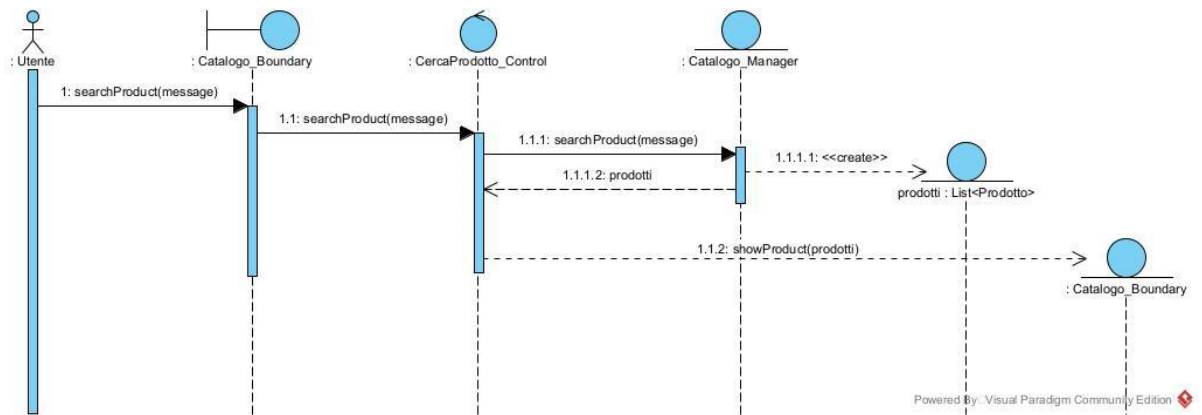 : Utente
: Catalogo_Boundary
: CercaProdotto_Control
: Catalogo_Manager
1: searchProduct(message)
1.1: searchProduct(message)
1.1.1: searchProduct(message)
1.1.1.1: <<create>>
1.1.1.2: prodotti
prodotti : List<Prodotto>
1.1.2: showProduct(prodotti)
: Catalogo_Boundary
Powered By: Visual Paradigm Community Edition